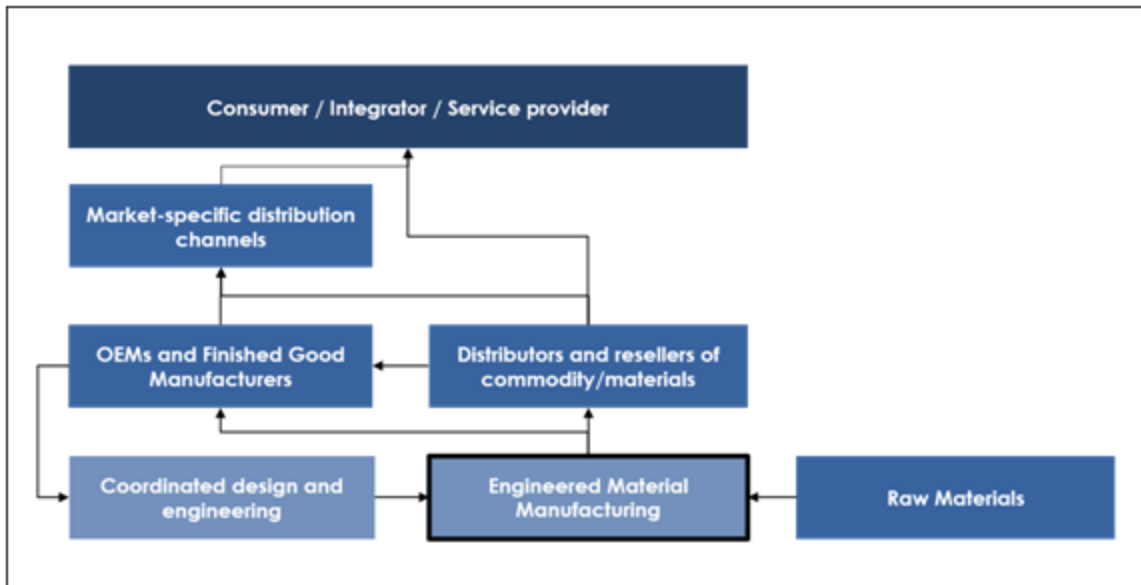 Consumer / Integrator / Service provider
Market-specific distribution
channels
OEMs and Finished Good
Manufacturers
Distributors and resellers of
commodity/materials
Coordinated design and
engineering
Engineered Material
Manufacturing
Raw Materials